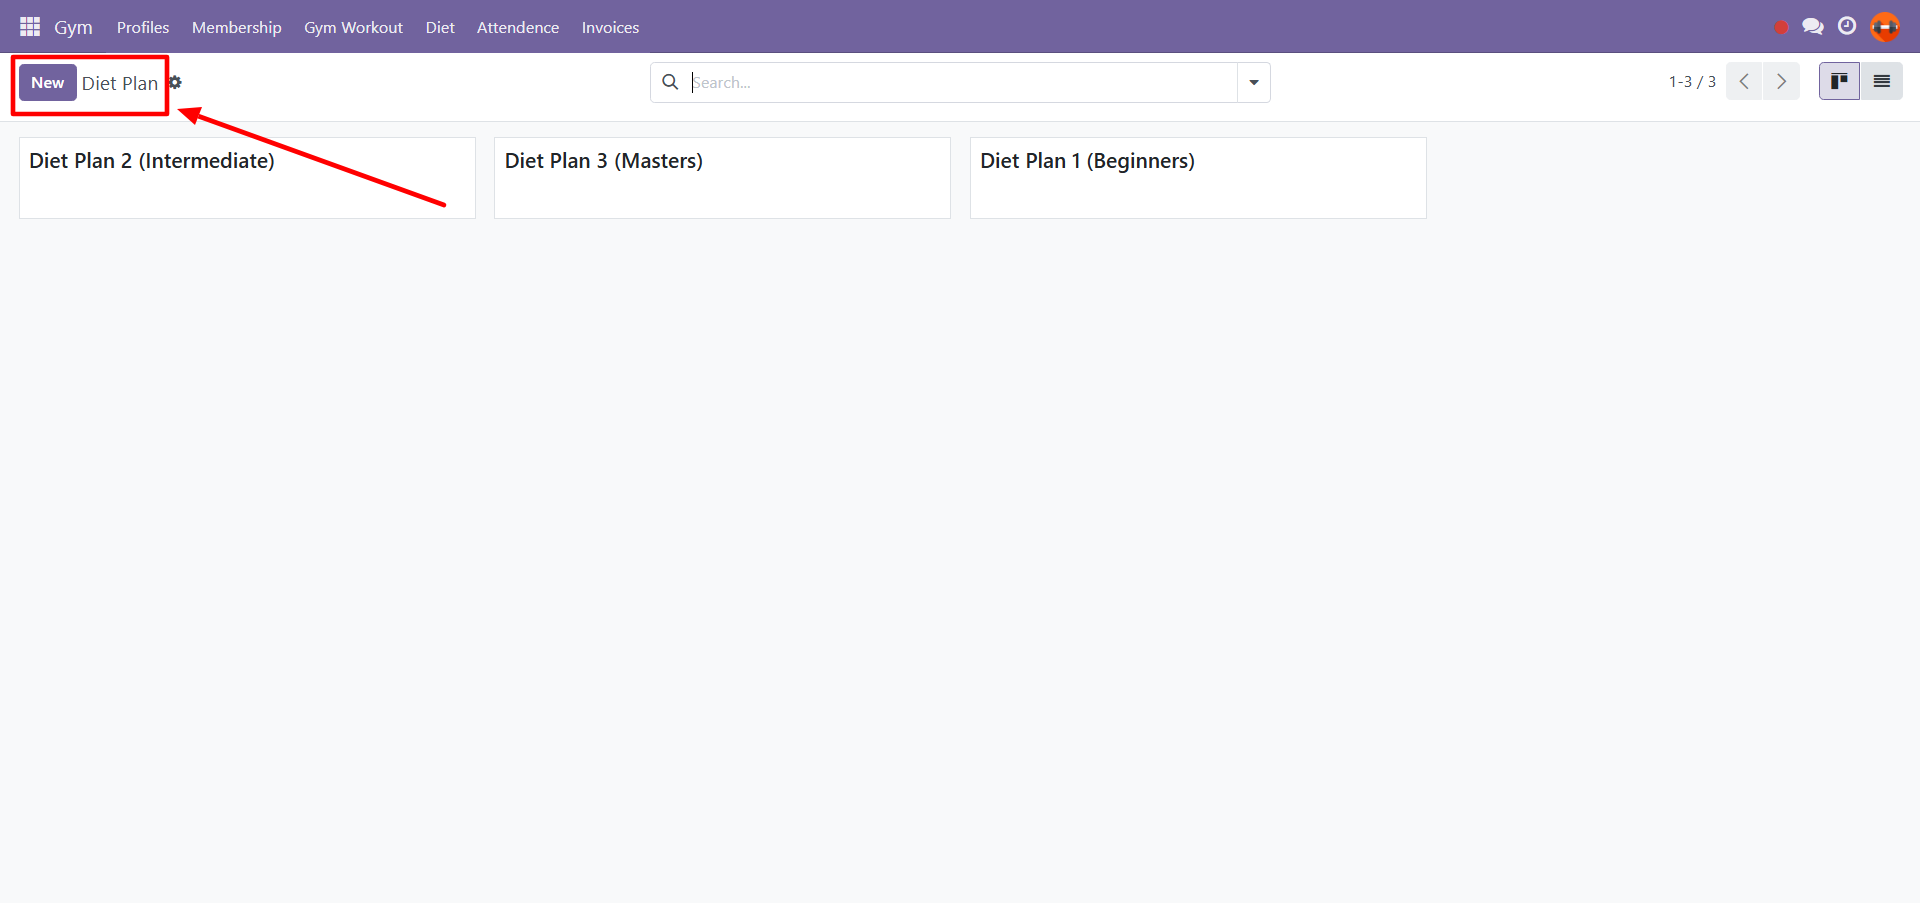 Gym Profiles Membership Gym Workout Diet Attendence Invoices
New Diet Plan Search... 1-3 / 3
Diet Plan 2 (Intermediate) Diet Plan 3 (Masters) Diet Plan 1 (Beginners)